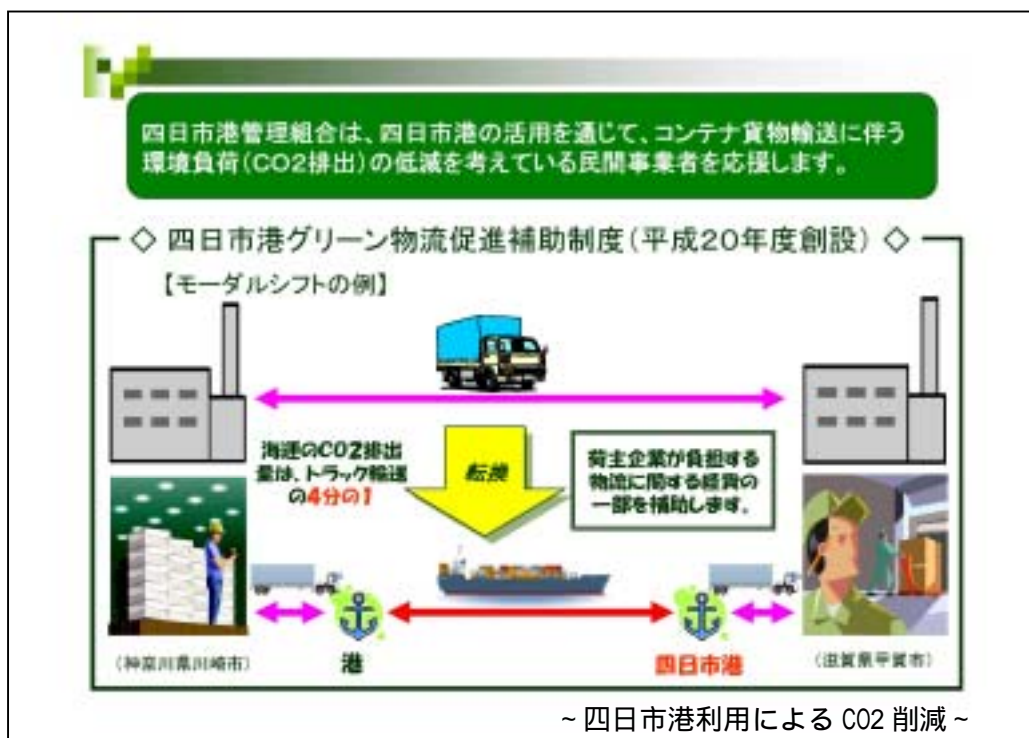 四日市港管理組合は、四日市港の活用を通じて、コンテナ貨物輸送に伴う
環境負荷(CO2排出)の低減を考えている民間事業者を応援します。
◇ 四日市港グリーン物流促進補助制度(平成20年度創設) ◇
【モーダルシフトの例】
海運のCO2排出
量は、トラック輸送
の4分の1
転換
荷主企業が負担する
物流に関する経費の
一部を補助します。
(神奈川県川崎市)
港
四日市港
(滋賀県甲賀市)
~四日市港利用による CO2 削減~